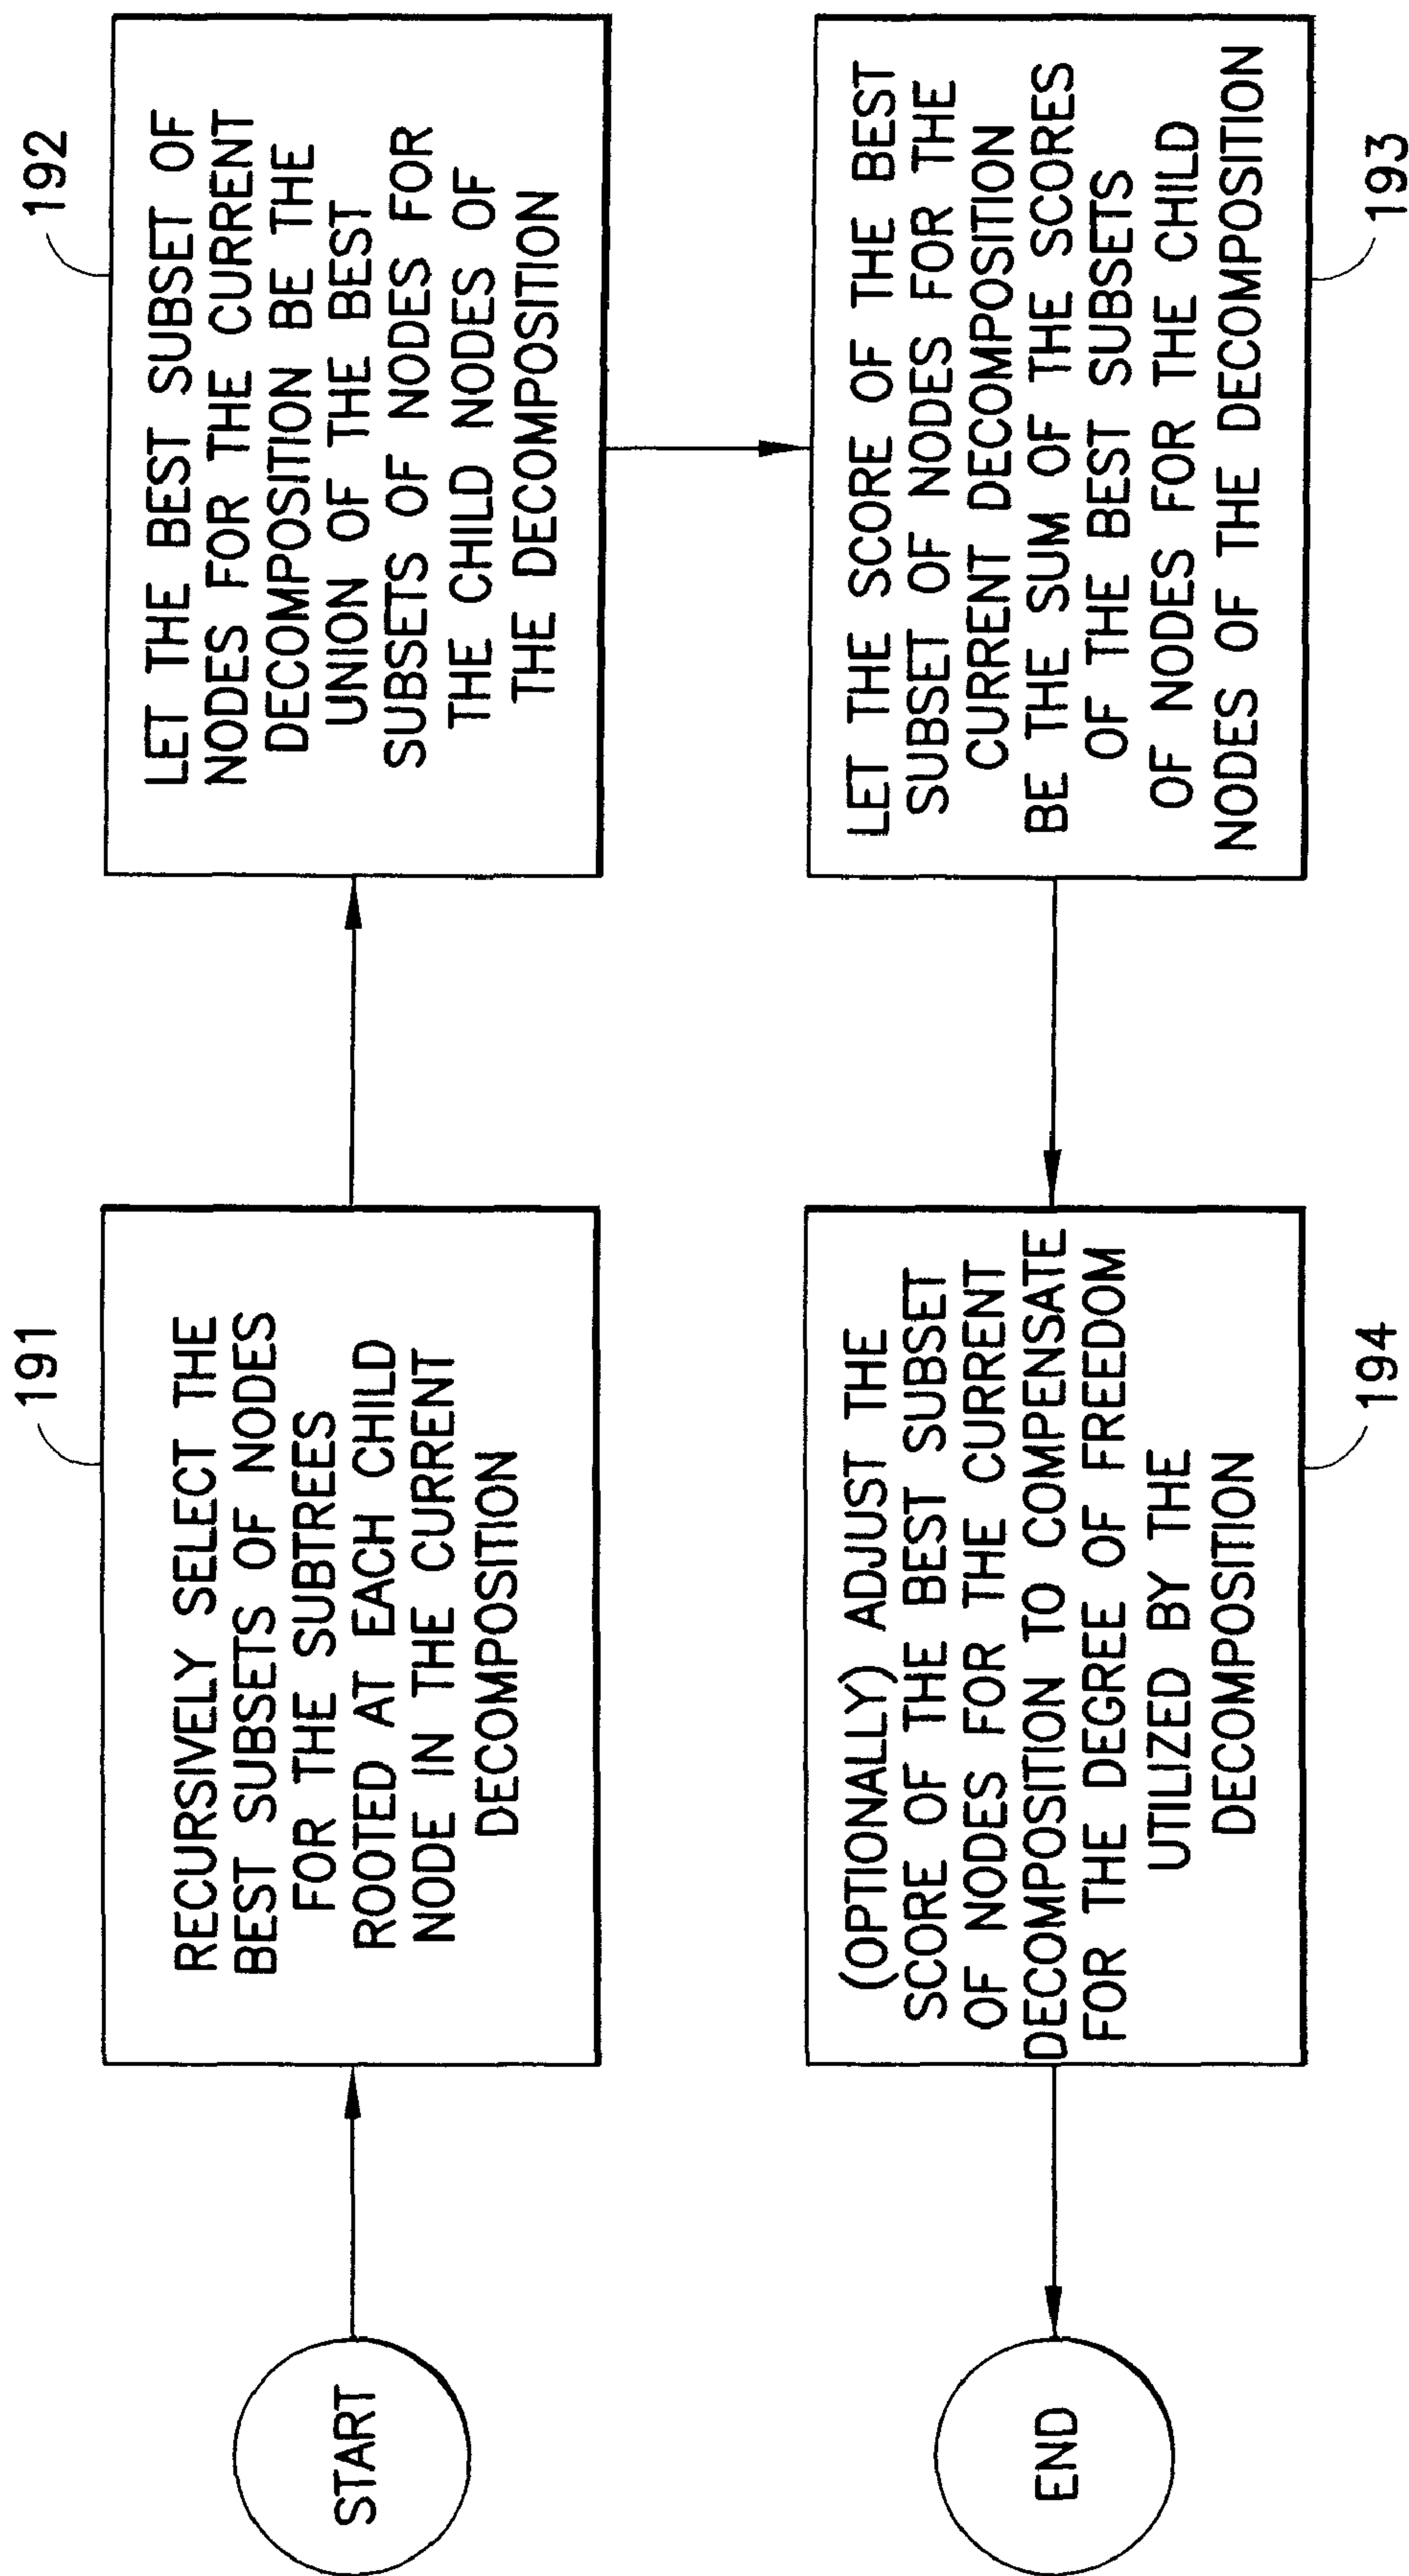 START
191
RECURSIVELY SELECT THE
BEST SUBSETS OF NODES
FOR THE SUBTREES
ROOTED AT EACH CHILD
NODE IN THE CURRENT
DECOMPOSITION
192
LET THE BEST SUBSET OF
NODES FOR THE CURRENT
DECOMPOSITION BE THE
UNION OF THE BEST
SUBSETS OF NODES FOR
THE CHILD NODES OF
THE DECOMPOSITION
LET THE SCORE OF THE BEST
SUBSET OF NODES FOR THE
CURRENT DECOMPOSITION
BE THE SUM OF THE SCORES
OF THE BEST SUBSETS
OF NODES FOR THE CHILD
NODES OF THE DECOMPOSITION
193
(OPTIONALLY) ADJUST THE
SCORE OF THE BEST SUBSET
OF NODES FOR THE CURRENT
DECOMPOSITION TO COMPENSATE
FOR THE DEGREE OF FREEDOM
UTILIZED BY THE
DECOMPOSITION
194
END